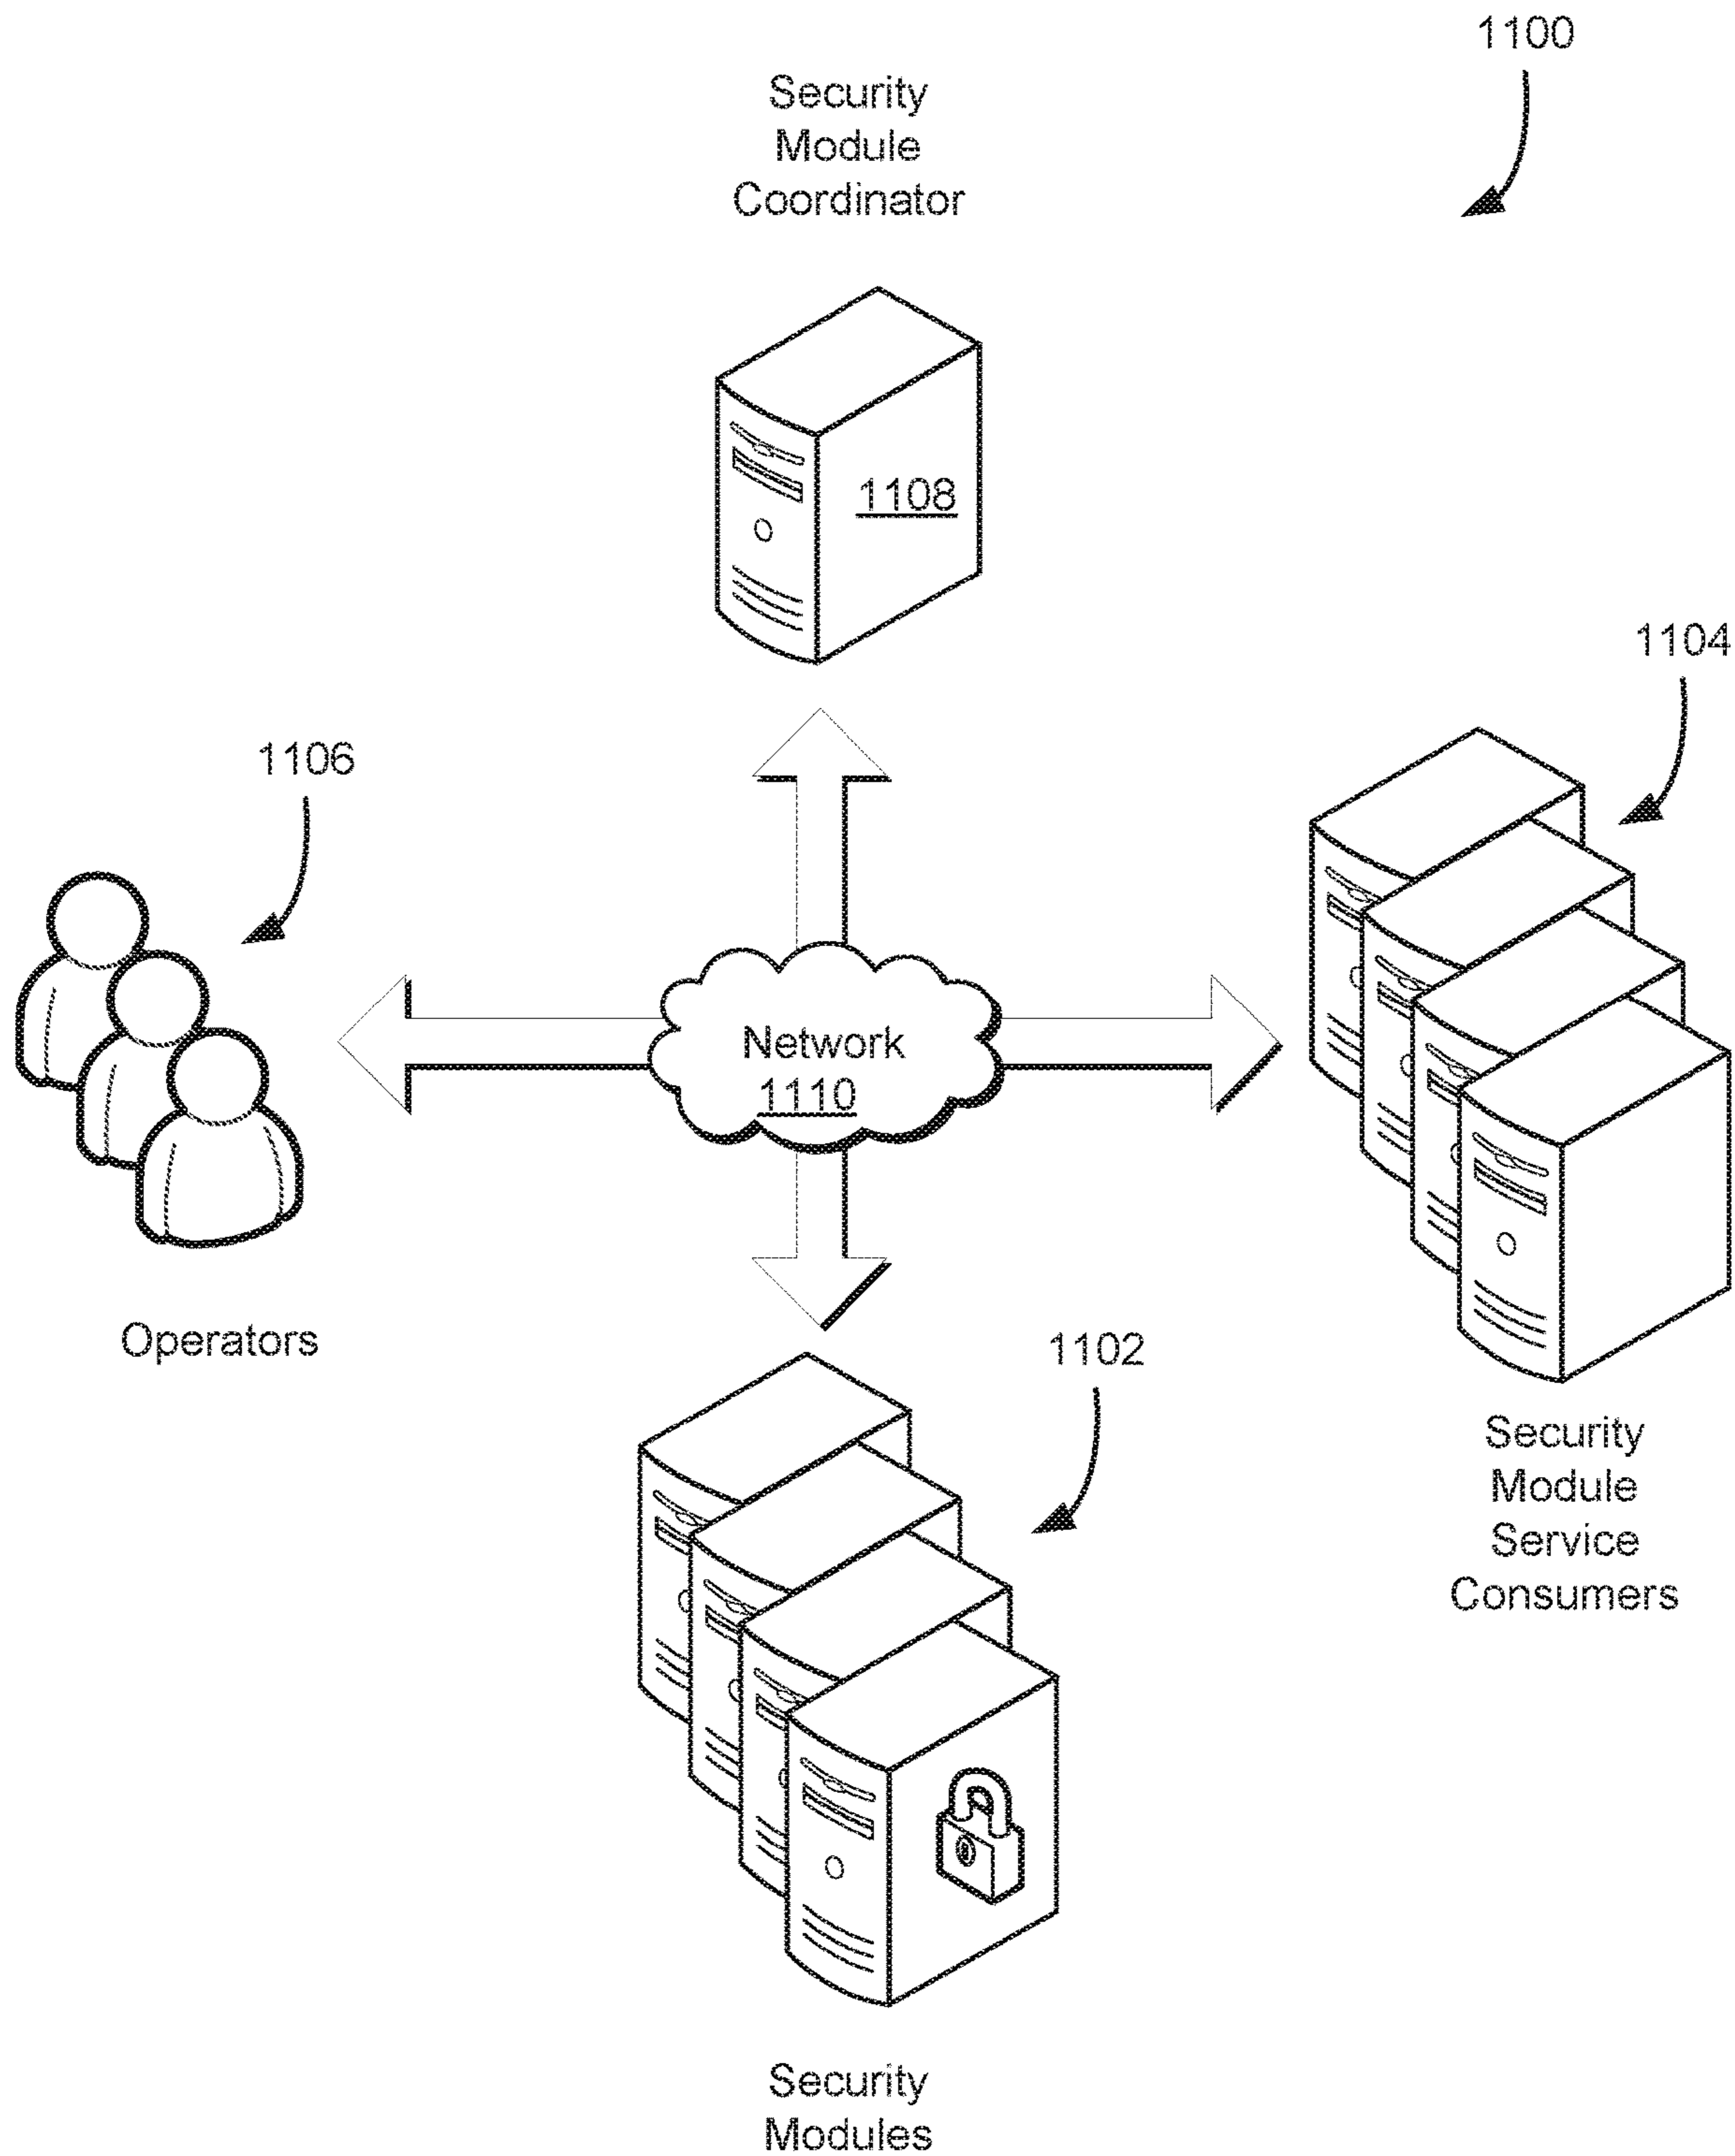 1100
Security
Module
Coordinator
1108
1104
1106
Network
1110
Operators
1102
Security
Module
Service
Consumers
Security
Modules